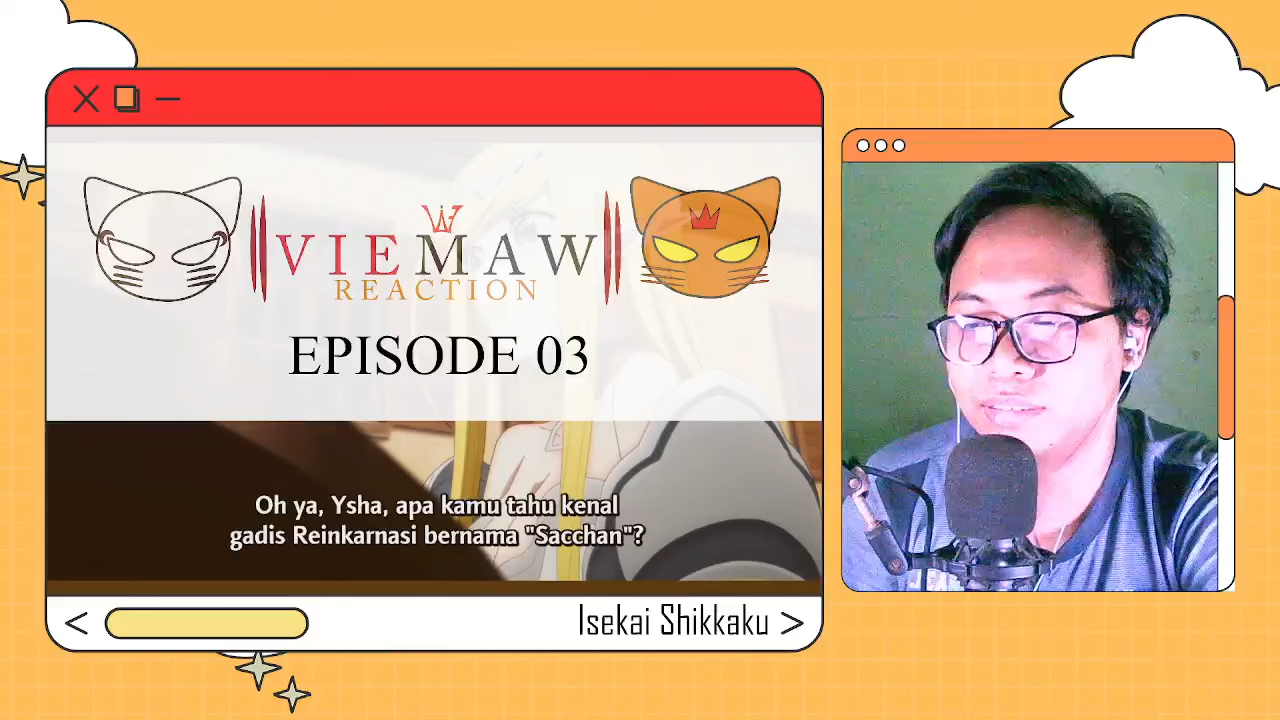 VIEMAW
REACTION
EPISODE 03
Oh ya, Ysha, apa kamu tahu kenal
gadis Reinkarnasi bernama "Sacchan"?
Isekai Shikkaku